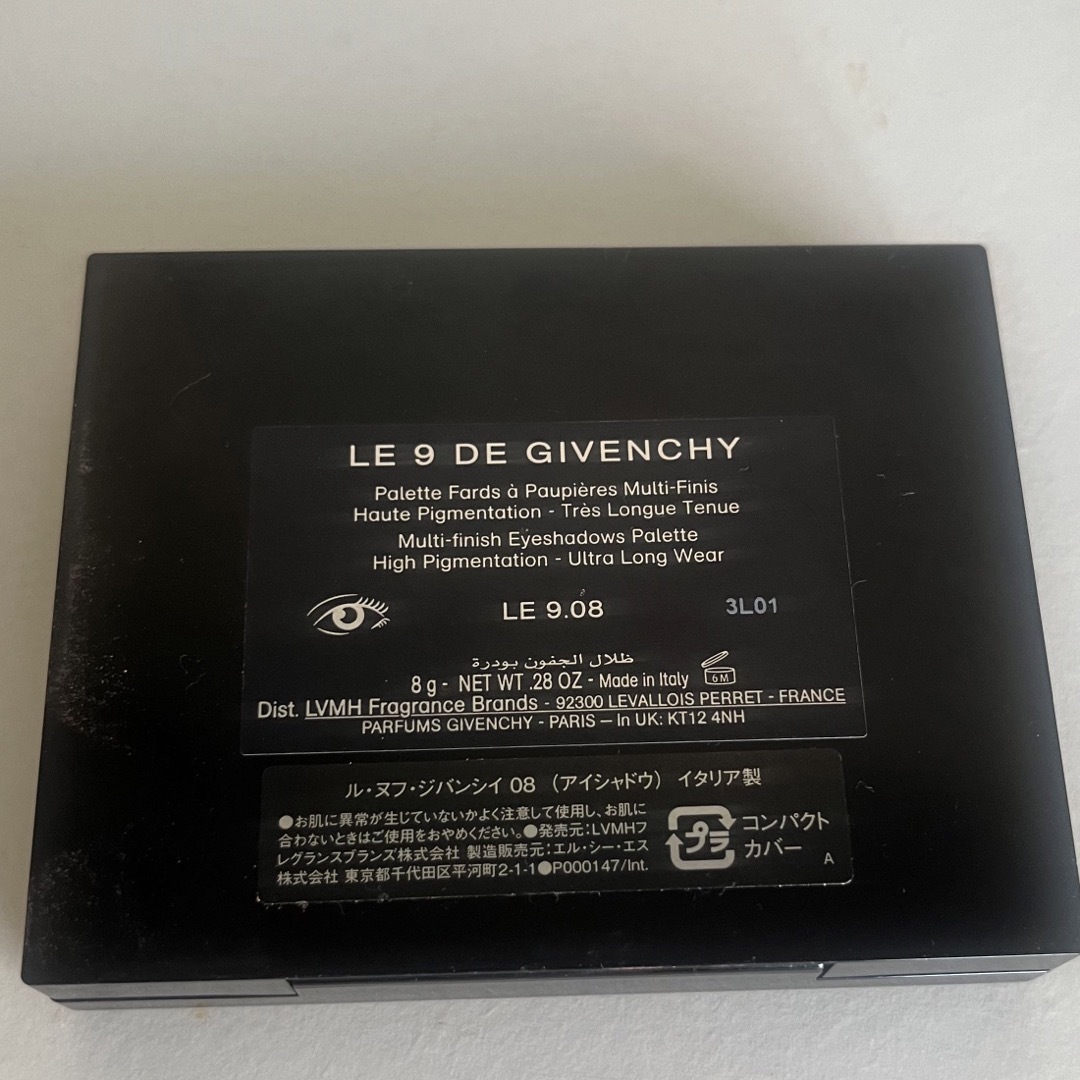 LE 9 DE GIVENCHY
Palette Fards à Paupières Multi-Finis
Haute Pigmentation - Très Longue Tenue
Multi-finish Eyeshadows Palette
High Pigmentation - Ultra Long Wear
LE 9.08 3L01
ظلال الجفون بودرة
8 g - NET WT .28 OZ - Made in Italy 6 M
Dist. LVMH Fragrance Brands - 92300 LEVALLOIS PERRET - FRANCE
PARFUMS GIVENCHY - PARIS – In UK: KT12 4NH
ル・ヌフ・ジバンシイ 08 （アイシャドウ） イタリア製
●お肌に異常が生じていないかよく注意して使用し、お肌に
合わないときはご使用をおやめください。●発売元:LVMHフ
レグランスブランズ株式会社 製造販売元:エル・シー・エス
株式会社 東京都千代田区平河町2-1-1●P000147/Int.
プラ コンパクト
カバー A